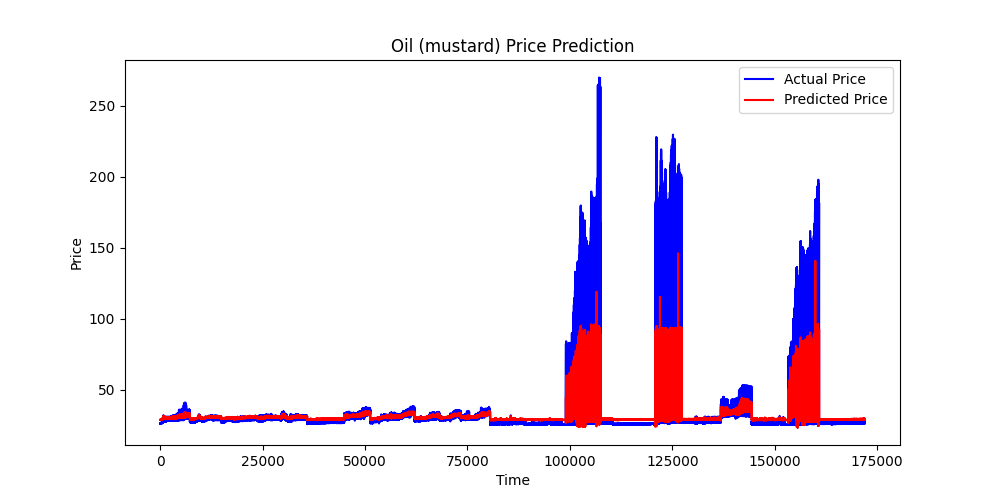 Oil (mustard) Price Prediction
Actual Price
Predicted Price
250
200
150
100
50
Price
0
25000
50000
75000
100000
125000
150000
175000
Time